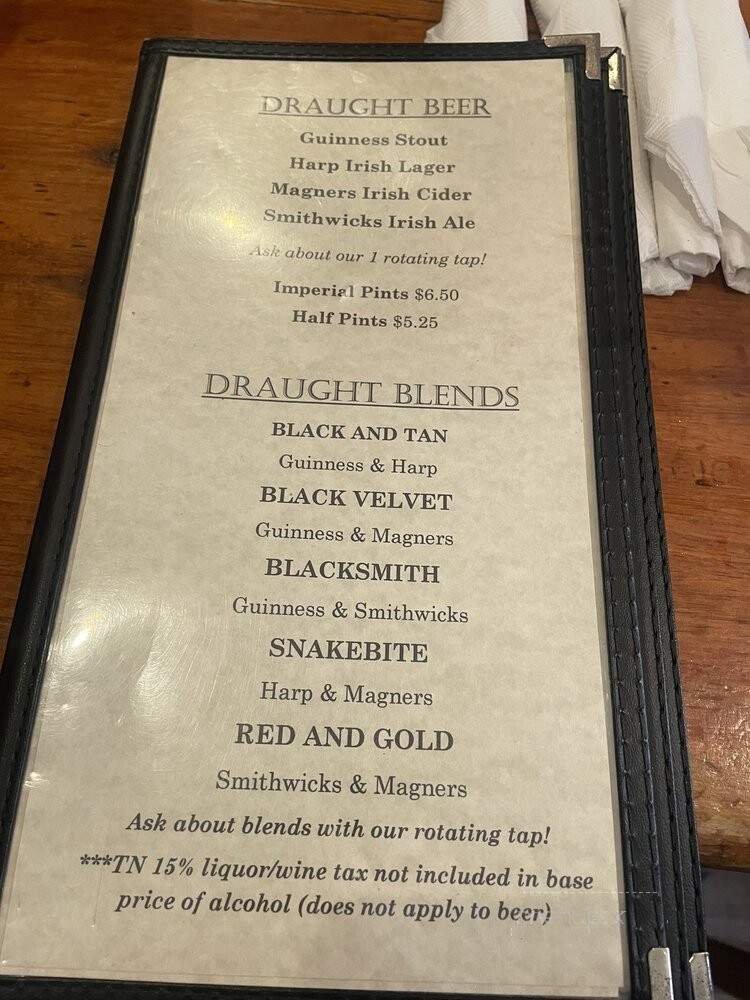 DRAUGHT BEER
Guinness Stout
Harp Irish Lager
Magners Irish Cider
Smithwicks Irish Ale
Ask about our 1 rotating tap!
Imperial Pints $6.50
Half Pints $5.25
DRAUGHT BLENDS
BLACK AND TAN
Guinness & Harp
BLACK VELVET
Guinness & Magners
BLACKSMITH
Guinness & Smithwicks
SNAKEBITE
Harp & Magners
RED AND GOLD
Smithwicks & Magners
Ask about blends with our rotating tap!
***TN 15% liquor/wine tax not included in base
price of alcohol (does not apply to beer)